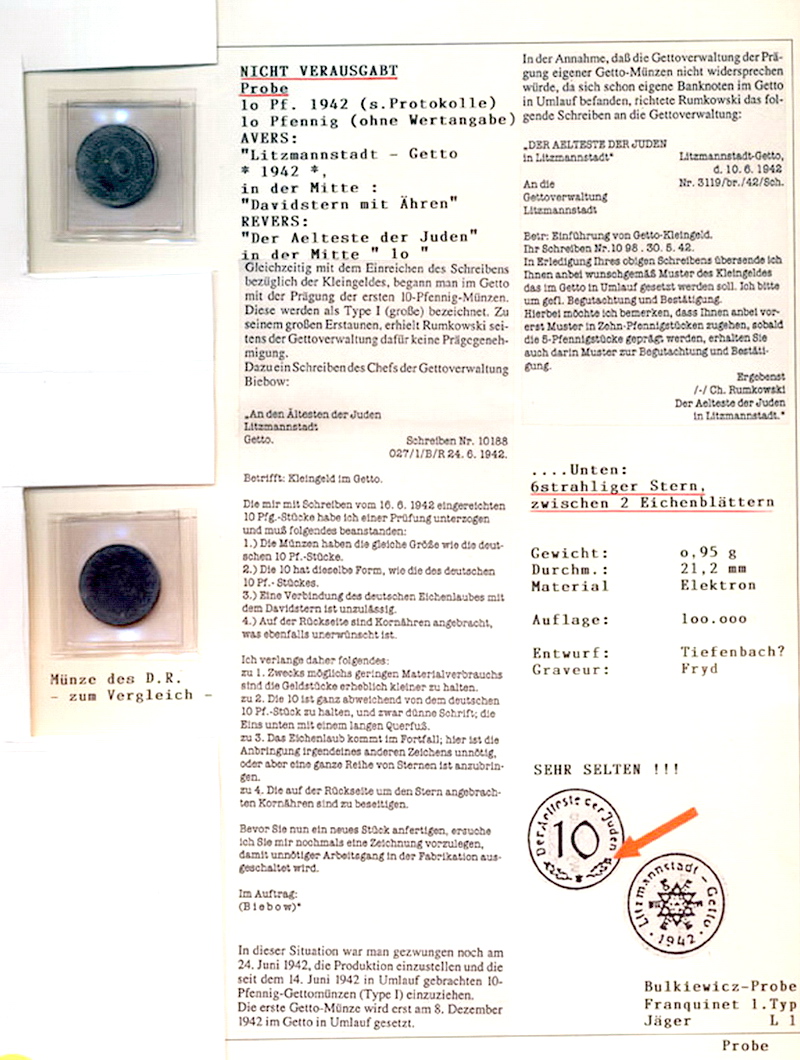 NICHT VERAUSGABT
Probe
1o Pf. 1942 (s.Protokolle)
1o Pfennig (ohne Wertangabe)
AVERS:
"Litzmannstadt - Getto
* 1942 *,
in der Mitte :
"Davidstern mit Ähren"
REVERS:
"Der Aelteste der Juden"
in der Mitte " 1o "
Gleichzeitig mit dem Einreichen des Schreibens
bezüglich der Kleingeldes, begann man im Getto
mit der Prägung der ersten 10-Pfennig-Münzen.
Diese werden als Type I (große) bezeichnet. Zu
seinem großen Erstaunen, erhielt Rumkowski sei-
tens der Gettoverwaltung dafür keine Prägegeneh-
migung.
Dazu ein Schreiben des Chefs der Gettoverwaltung
Biebow:
„An den Ältesten der Juden
Litzmannstadt
Getto. Schreiben Nr. 10188
027/1/B/R 24. 6. 1942.
Betrifft: Kleingeld im Getto.
Die mir mit Schreiben vom 16. 6. 1942 eingereichten
10 Pfg.-Stücke habe ich einer Prüfung unterzogen
und muß folgendes beanstanden:
1.) Die Münzen haben die gleiche Größe wie die deut-
schen 10 Pf.-Stücke.
2.) Die 10 hat dieselbe Form, wie die des deutschen
10 Pf.- Stückes.
3.) Eine Verbindung des deutschen Eichenlaubes mit
dem Davidstern ist unzulässig.
4.) Auf der Rückseite sind Kornähren angebracht,
was ebenfalls unerwünscht ist.
Ich verlange daher folgendes:
zu 1. Zwecks möglichs geringen Materialverbrauchs
sind die Geldstücke erheblich kleiner zu halten.
zu 2. Die 10 ist ganz abweichend von dem deutschen
10 Pf.-Stück zu halten, und zwar dünne Schrift; die
Eins unten mit einem langen Querfuß.
zu 3. Das Eichenlaub kommt im Fortfall; hier ist die
Anbringung irgendeines anderen Zeichens unnötig,
oder aber eine ganze Reihe von Sternen ist anzubrin-
gen.
zu 4. Die auf der Rückseite um den Stern angebrach-
ten Kornähren sind zu beseitigen.
Bevor Sie nun ein neues Stück anfertigen, ersuche
ich Sie mir nochmals eine Zeichnung vorzulegen,
damit unnötiger Arbeitsgang in der Fabrikation aus-
geschaltet wird.
Im Auftrag:
(Biebow)"
In dieser Situation war man gezwungen noch am
24. Juni 1942, die Produktion einzustellen und die
seit dem 14. Juni 1942 in Umlauf gebrachten 10-
Pfennig-Gettomünzen (Type I) einzuziehen.
Die erste Getto-Münze wird erst am 8. Dezember
1942 im Getto in Umlauf gesetzt.
In der Annahme, daß die Gettoverwaltung der Prä-
gung eigener Getto-Münzen nicht widersprechen
würde, da sich schon eigene Banknoten im Getto
in Umlauf befanden, richtete Rumkowski das fol-
gende Schreiben an die Gettoverwaltung:
„DER AELTESTE DER JUDEN
in Litzmannstadt" Litzmannstadt-Getto,
d. 10. 6. 1942
An die Nr. 3119/br./42/Sch.
Gettoverwaltung
Litzmannstadt
Betr: Einführung von Getto-Kleingeld.
Ihr Schreiben Nr.10 98 . 30. 5. 42.
In Erledigung Ihres obigen Schreibens übersende ich
Ihnen anbei wunschgemäß Muster des Kleingeldes
das im Getto in Umlauf gesetzt werden soll. Ich bitte
um gefl. Begutachtung und Bestätigung.
Hierbei möchte ich bemerken, dass Ihnen anbei vor-
erst Muster in Zehn-Pfennigstücken zugehen, sobald
die 5-Pfennigstücke geprägt werden, erhalten Sie
auch darin Muster zur Begutachtung und Bestäti-
gung.
Ergebenst
/-/ Ch. Rumkowski
Der Aelteste der Juden
in Litzmannstadt."
....Unten:
6strahliger Stern,
zwischen 2 Eichenblättern
Gewicht: o,95 g
Durchm.: 21,2 mm
Material Elektron
Auflage: 1oo.ooo
Entwurf: Tiefenbach?
Graveur: Fryd
SEHR SELTEN !!!
Der Aelteste der Juden
10
Litzmannstadt - Getto
· 1942 ·
Bulkiewicz-Probe
Franquinet 1.Typ
Jäger L 1
Probe
Münze des D.R.
- zum Vergleich -